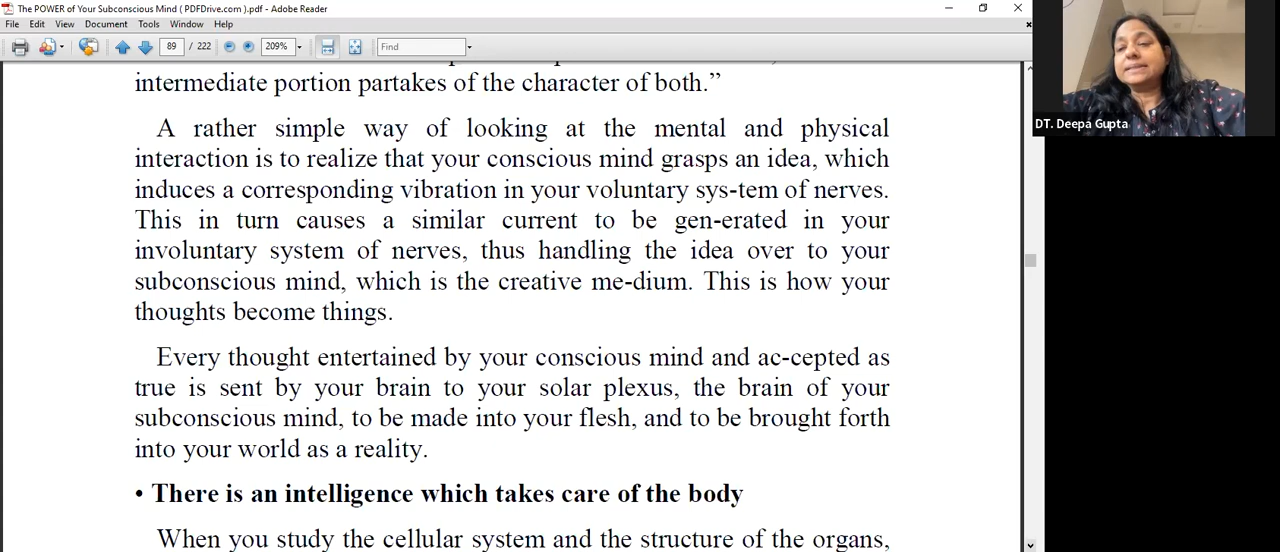 The POWER of Your Subconscious Mind ( PDFDrive.com ).pdf - Adobe Reader
File Edit View Document Tools Window Help
89 / 222 209% Find
intermediate portion partakes of the character of both.”
A rather simple way of looking at the mental and physical
interaction is to realize that your conscious mind grasps an idea, which
induces a corresponding vibration in your voluntary sys-tem of nerves.
This in turn causes a similar current to be gen-erated in your
involuntary system of nerves, thus handling the idea over to your
subconscious mind, which is the creative me-dium. This is how your
thoughts become things.
Every thought entertained by your conscious mind and ac-cepted as
true is sent by your brain to your solar plexus, the brain of your
subconscious mind, to be made into your flesh, and to be brought forth
into your world as a reality.
• There is an intelligence which takes care of the body
When you study the cellular system and the structure of the organs,
DT. Deepa Gupta